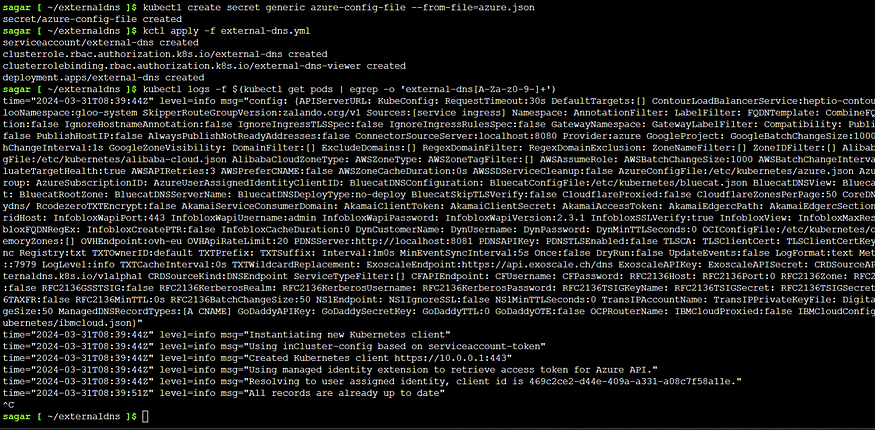 sagar [ ~/externaldns ]$ kubectl create secret generic azure-config-file --from-file=azure.json
secret/azure-config-file created
sagar [ ~/externaldns ]$ kctl apply -f external-dns.yml
serviceaccount/external-dns created
clusterrole.rbac.authorization.k8s.io/external-dns created
clusterrolebinding.rbac.authorization.k8s.io/external-dns-viewer created
deployment.apps/external-dns created
sagar [ ~/externaldns ]$ kubectl logs -f $(kubectl get pods | egrep -o 'external-dns[A-Za-z0-9-]+')
time="2024-03-31T08:39:44Z" level=info msg="config: {APIServerURL: KubeConfig: RequestTimeout:30s DefaultTargets:[] ContourLoadBalancerService:heptio-contou
looNamespace:gloo-system SkipperRouteGroupVersion:zalando.org/v1 Sources:[service ingress] Namespace: AnnotationFilter: LabelFilter: FQDNTemplate: CombineFQ
tion:false IgnoreHostnameAnnotation:false IgnoreIngressTLSSpec:false IgnoreIngressRulesSpec:false GatewayNamespace: GatewayLabelFilter: Compatibility: Publi
false PublishHostIP:false AlwaysPublishNotReadyAddresses:false ConnectorSourceServer:localhost:8080 Provider:azure GoogleProject: GoogleBatchChangeSize:1000
hChangeInterval:1s GoogleZoneVisibility: DomainFilter:[] ExcludeDomains:[] RegexDomainFilter: RegexDomainExclusion: ZoneNameFilter:[] ZoneIDFilter:[] Alibab
gFile:/etc/kubernetes/alibaba-cloud.json AlibabaCloudZoneType: AWSZoneType: AWSZoneTagFilter:[] AWSAssumeRole: AWSBatchChangeSize:1000 AWSBatchChangeInterva
luateTargetHealth:true AWSAPIRetries:3 AWSPreferCNAME:false AWSZoneCacheDuration:0s AWSSDServiceCleanup:false AzureConfigFile:/etc/kubernetes/azure.json Azu
roup: AzureSubscriptionID: AzureUserAssignedIdentityClientID: BluecatDNSConfiguration: BluecatConfigFile:/etc/kubernetes/bluecat.json BluecatDNSView: Bluec
t: BluecatRootZone: BluecatDNSServerName: BluecatDNSDeployType:no-deploy BluecatSkipTLSVerify:false CloudflareProxied:false CloudflareZonesPerPage:50 CoreDN
ydns/ RcodezeroTXTEncrypt:false AkamaiServiceConsumerDomain: AkamaiClientToken: AkamaiClientSecret: AkamaiAccessToken: AkamaiEdgercPath: AkamaiEdgercSection
ridHost: InfobloxWapiPort:443 InfobloxWapiUsername:admin InfobloxWapiPassword: InfobloxWapiVersion:2.3.1 InfobloxSSLVerify:true InfobloxView: InfobloxMaxRes
bloxFQDNRegEx: InfobloxCreatePTR:false InfobloxCacheDuration:0 DynCustomerName: DynUsername: DynPassword: DynMinTTLSeconds:0 OCIConfigFile:/etc/kubernetes/o
emoryZones:[] OVHEndpoint:ovh-eu OVHApiRateLimit:20 PDNSServer:http://localhost:8081 PDNSAPIKey: PDNSTLSEnabled:false TLSCA: TLSClientCert: TLSClientCertKey
nc Registry:txt TXTOwnerID:default TXTPrefix: TXTSuffix: Interval:1m0s MinEventSyncInterval:5s Once:false DryRun:false UpdateEvents:false LogFormat:text Met
:7979 LogLevel:info TXTCacheInterval:0s TXTWildcardReplacement: ExoscaleEndpoint:https://api.exoscale.ch/dns ExoscaleAPIKey: ExoscaleAPISecret: CRDSourceAP
ternaldns.k8s.io/v1alpha1 CRDSourceKind:DNSEndpoint ServiceTypeFilter:[] CFAPIEndpoint: CFUsername: CFPassword: RFC2136Host: RFC2136Port:0 RFC2136Zone: RFC
:false RFC2136GSSTSIG:false RFC2136KerberosRealm: RFC2136KerberosUsername: RFC2136KerberosPassword: RFC2136TSIGKeyName: RFC2136TSIGSecret: RFC2136TSIGSecret
6TAXFR:false RFC2136MinTTL:0s RFC2136BatchChangeSize:50 NS1Endpoint: NS1IgnoreSSL:false NS1MinTTLSeconds:0 TransIPAccountName: TransIPPrivateKeyFile: Digita
geSize:50 ManagedDNSRecordTypes:[A CNAME] GoDaddyAPIKey: GoDaddySecretKey: GoDaddyTTL:0 GoDaddyOTE:false OCPRouterName: IBMCloudProxied:false IBMCloudConfig
ubernetes/ibmcloud.json}"
time="2024-03-31T08:39:44Z" level=info msg="Instantiating new Kubernetes client"
time="2024-03-31T08:39:44Z" level=info msg="Using inCluster-config based on serviceaccount-token"
time="2024-03-31T08:39:44Z" level=info msg="Created Kubernetes client https://10.0.0.1:443"
time="2024-03-31T08:39:44Z" level=info msg="Using managed identity extension to retrieve access token for Azure API."
time="2024-03-31T08:39:44Z" level=info msg="Resolving to user assigned identity, client id is 469c2ce2-d44e-409a-a331-a08c7f58a11e."
time="2024-03-31T08:39:51Z" level=info msg="All records are already up to date"
^C
sagar [ ~/externaldns ]$